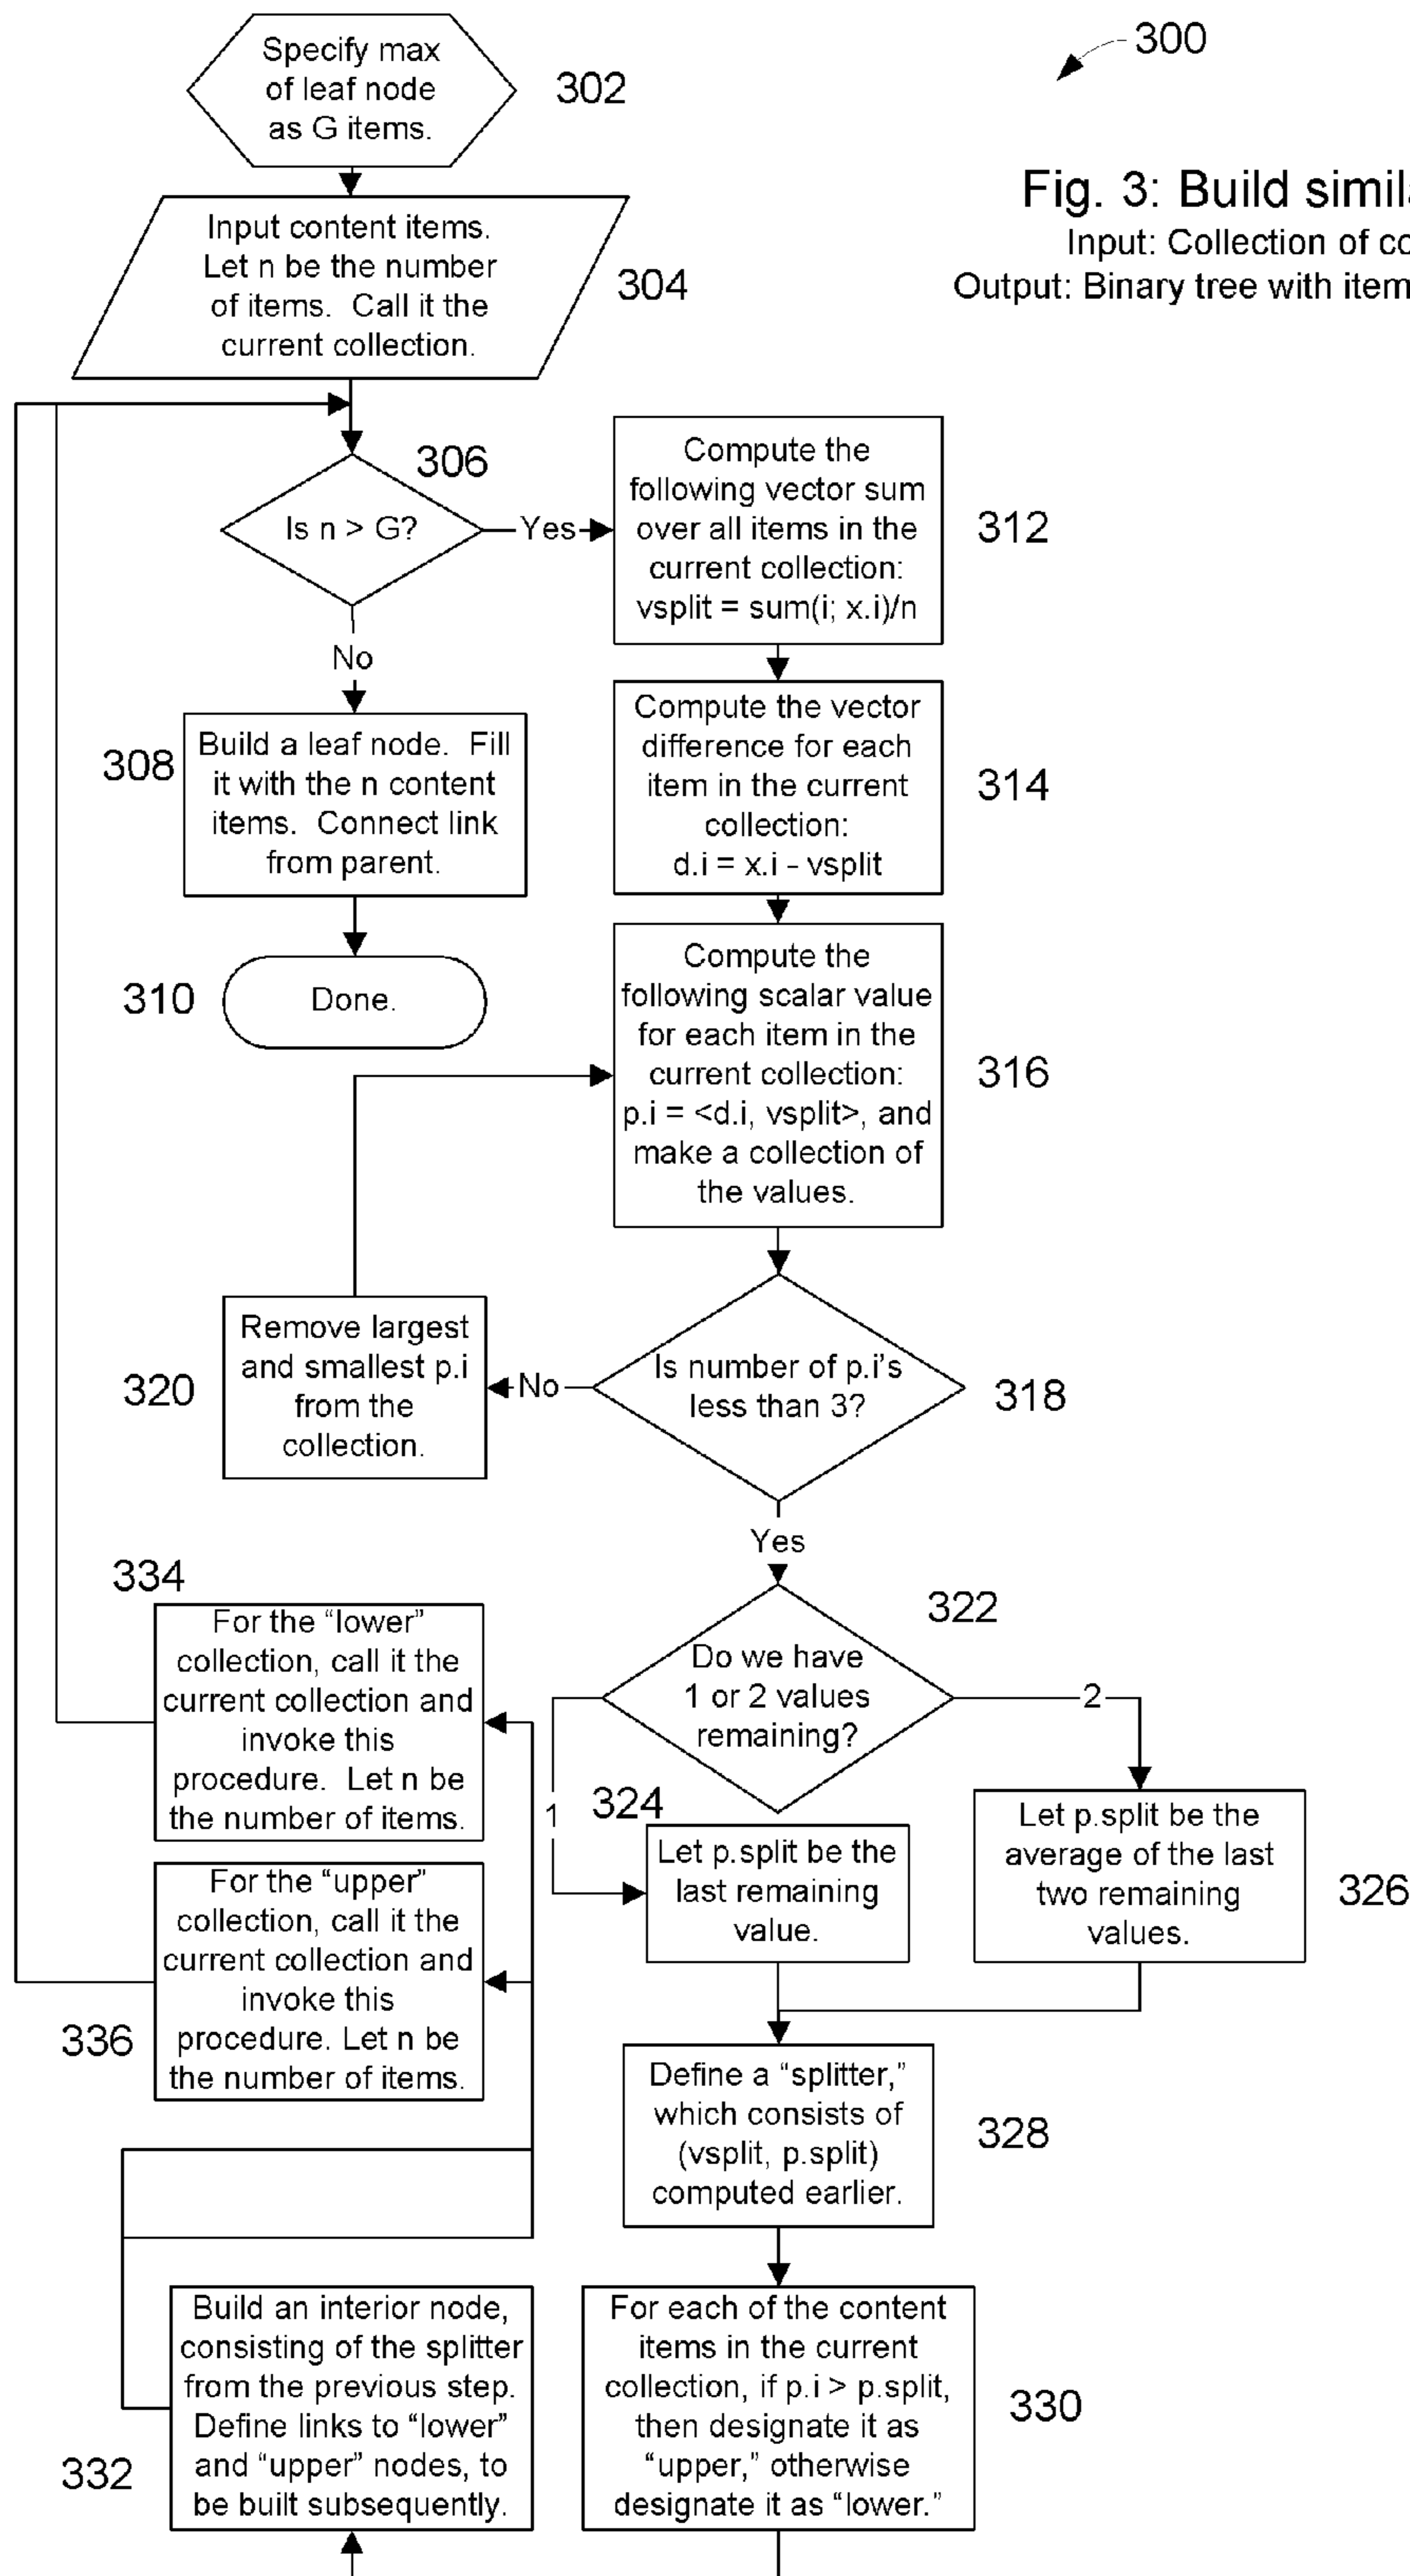 300
Fig. 3: Build simila
Input: Collection of co
Output: Binary tree with item
Specify max
of leaf node
as G items.
302
Input content items.
Let n be the number
of items.  Call it the
current collection.
304
306
Is n > G?
Yes
No
Compute the
following vector sum
over all items in the
current collection:
vsplit = sum(i; x.i)/n
312
308
Build a leaf node.  Fill
it with the n content
items.  Connect link
from parent.
Compute the vector
difference for each
item in the current
collection:
d.i = x.i - vsplit
314
310
Done.
Compute the
following scalar value
for each item in the
current collection:
p.i = <d.i, vsplit>, and
make a collection of
the values.
316
320
Remove largest
and smallest p.i
from the
collection.
No
Is number of p.i's
less than 3?
318
Yes
334
For the “lower”
collection, call it the
current collection and
invoke this
procedure.  Let n be
the number of items.
322
Do we have
1 or 2 values
remaining?
2
1
324
Let p.split be the
last remaining
value.
Let p.split be the
average of the last
two remaining
values.
326
For the “upper”
collection, call it the
current collection and
invoke this
procedure. Let n be
the number of items.
336
Define a “splitter,”
which consists of
(vsplit, p.split)
computed earlier.
328
Build an interior node,
consisting of the splitter
from the previous step.
Define links to “lower”
and “upper” nodes, to
be built subsequently.
332
For each of the content
items in the current
collection, if p.i > p.split,
then designate it as
“upper,” otherwise
designate it as “lower.”
330